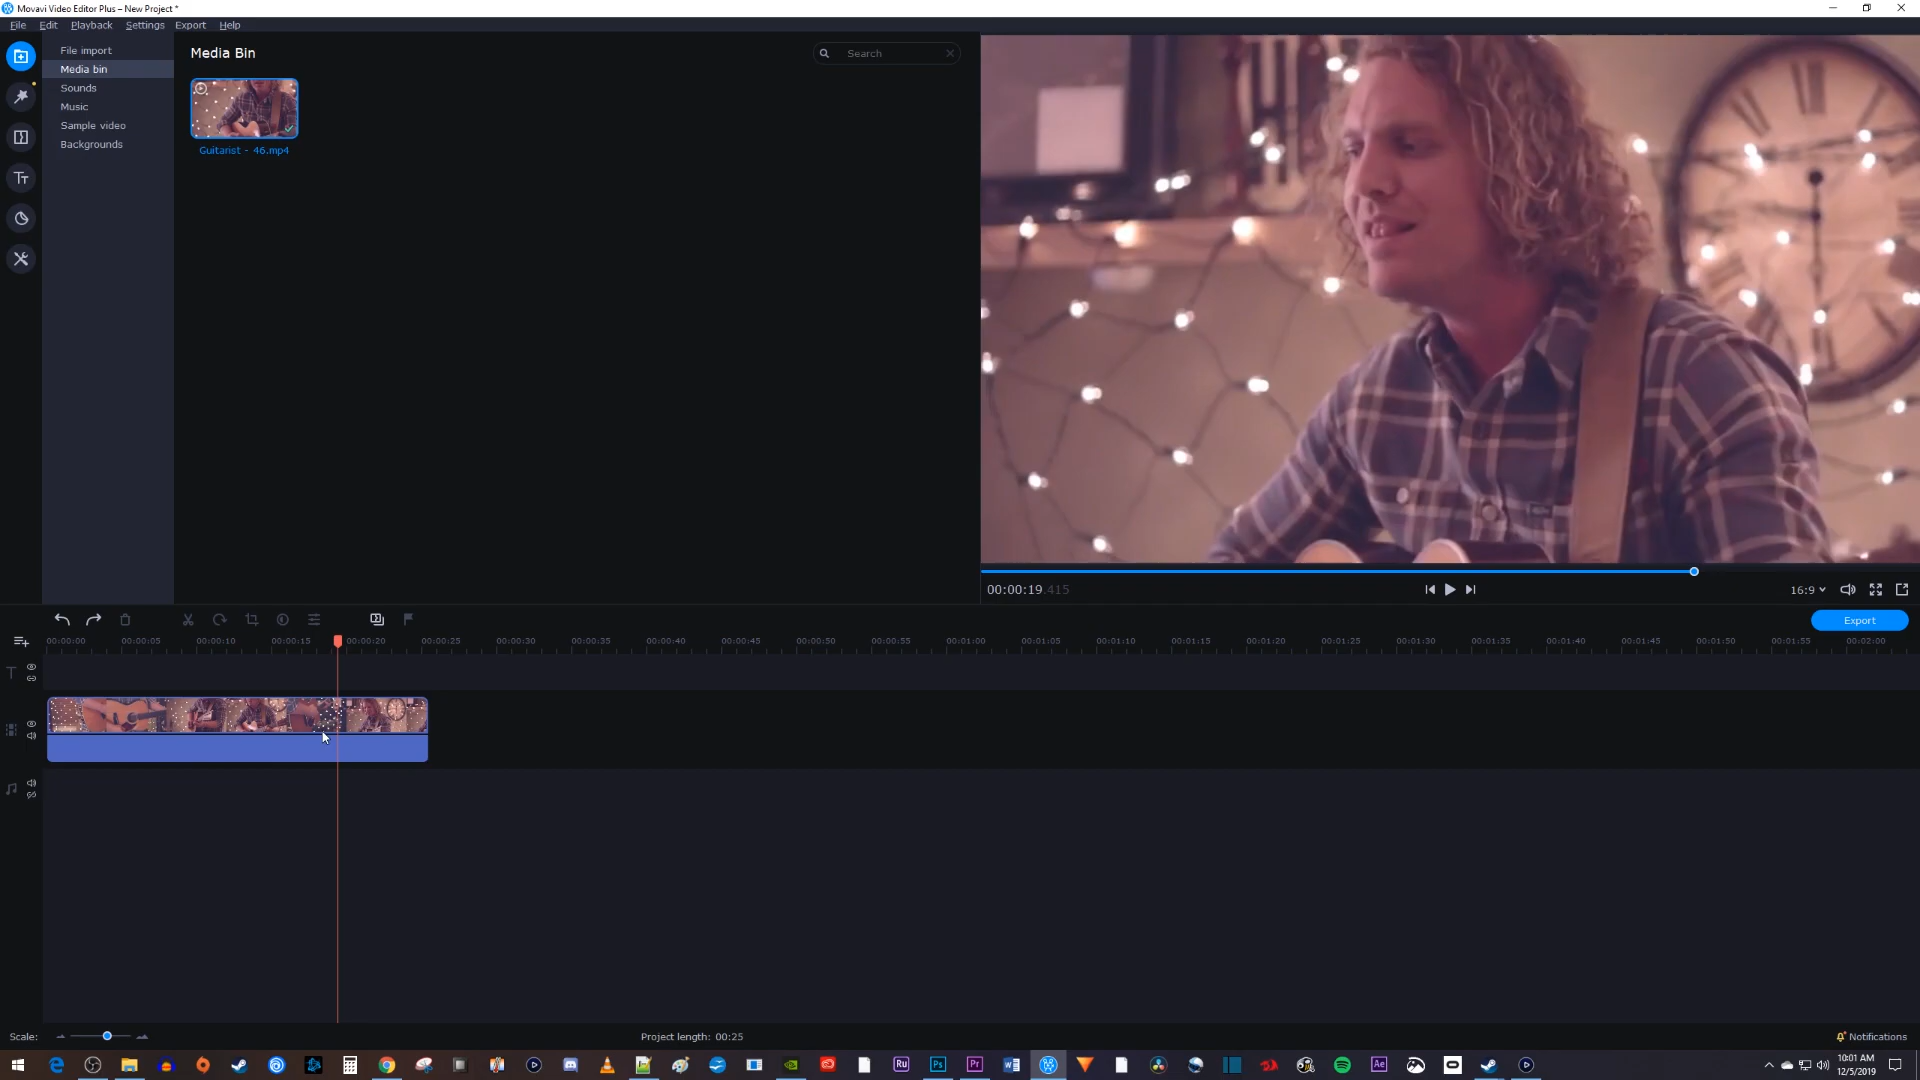 Movavi Video Editor Plus – New Project *
File Edit Playback Settings Export Help
File import
Media bin
Sounds
Music
Sample video
Backgrounds
Media Bin
Search
Guitarist - 46.mp4
00:00:19.415
16:9
Export
00:00:00 00:00:05 00:00:10 00:00:15 00:00:20 00:00:25 00:00:30 00:00:35 00:00:40 00:00:45 00:00:50 00:00:55 00:01:00 00:01:05 00:01:10 00:01:15 00:01:20 00:01:25 00:01:30 00:01:35 00:01:40 00:01:45 00:01:50 00:01:55 00:02:00
Scale:
Project length: 00:25
Notifications
Ru
Ps
Pr
Ae
10:01 AM
12/5/2019